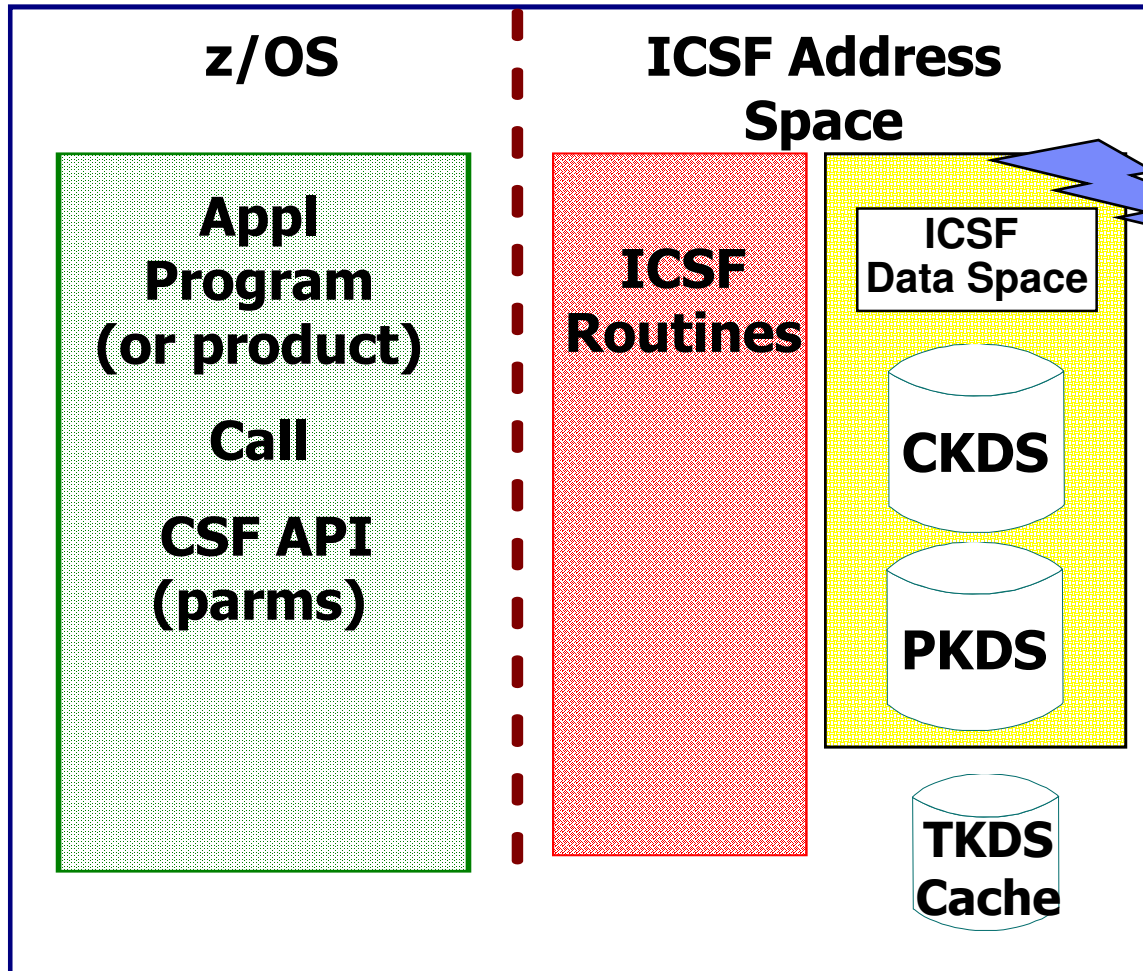 z/OS
ICSF Address
Space
Appl
Program
(or product)
Call
CSF API
(parms)
ICSF
Routines
ICSF
Data Space
CKDS
PKDS
TKDS
Cache